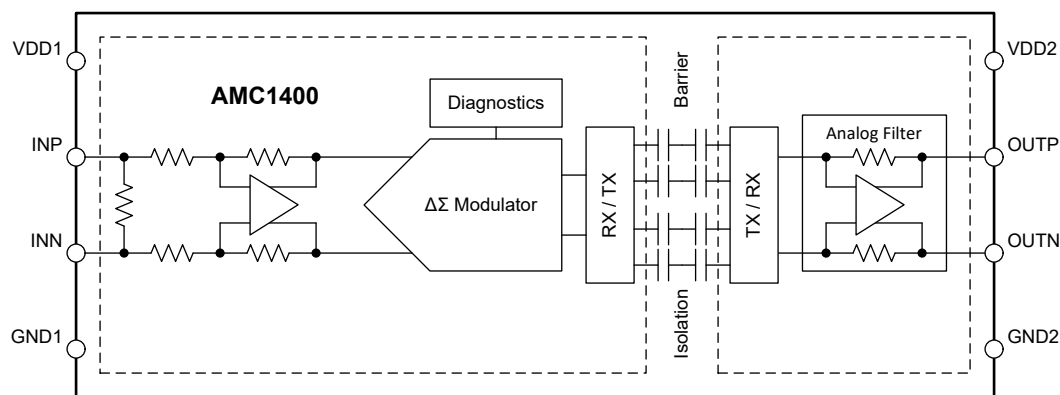 VDD1
VDD2
AMC1400
Diagnostics
Barrier
Analog Filter
INP
OUTP
ΔΣ Modulator
RX / TX
TX / RX
INN
OUTN
Isolation
GND1
GND2